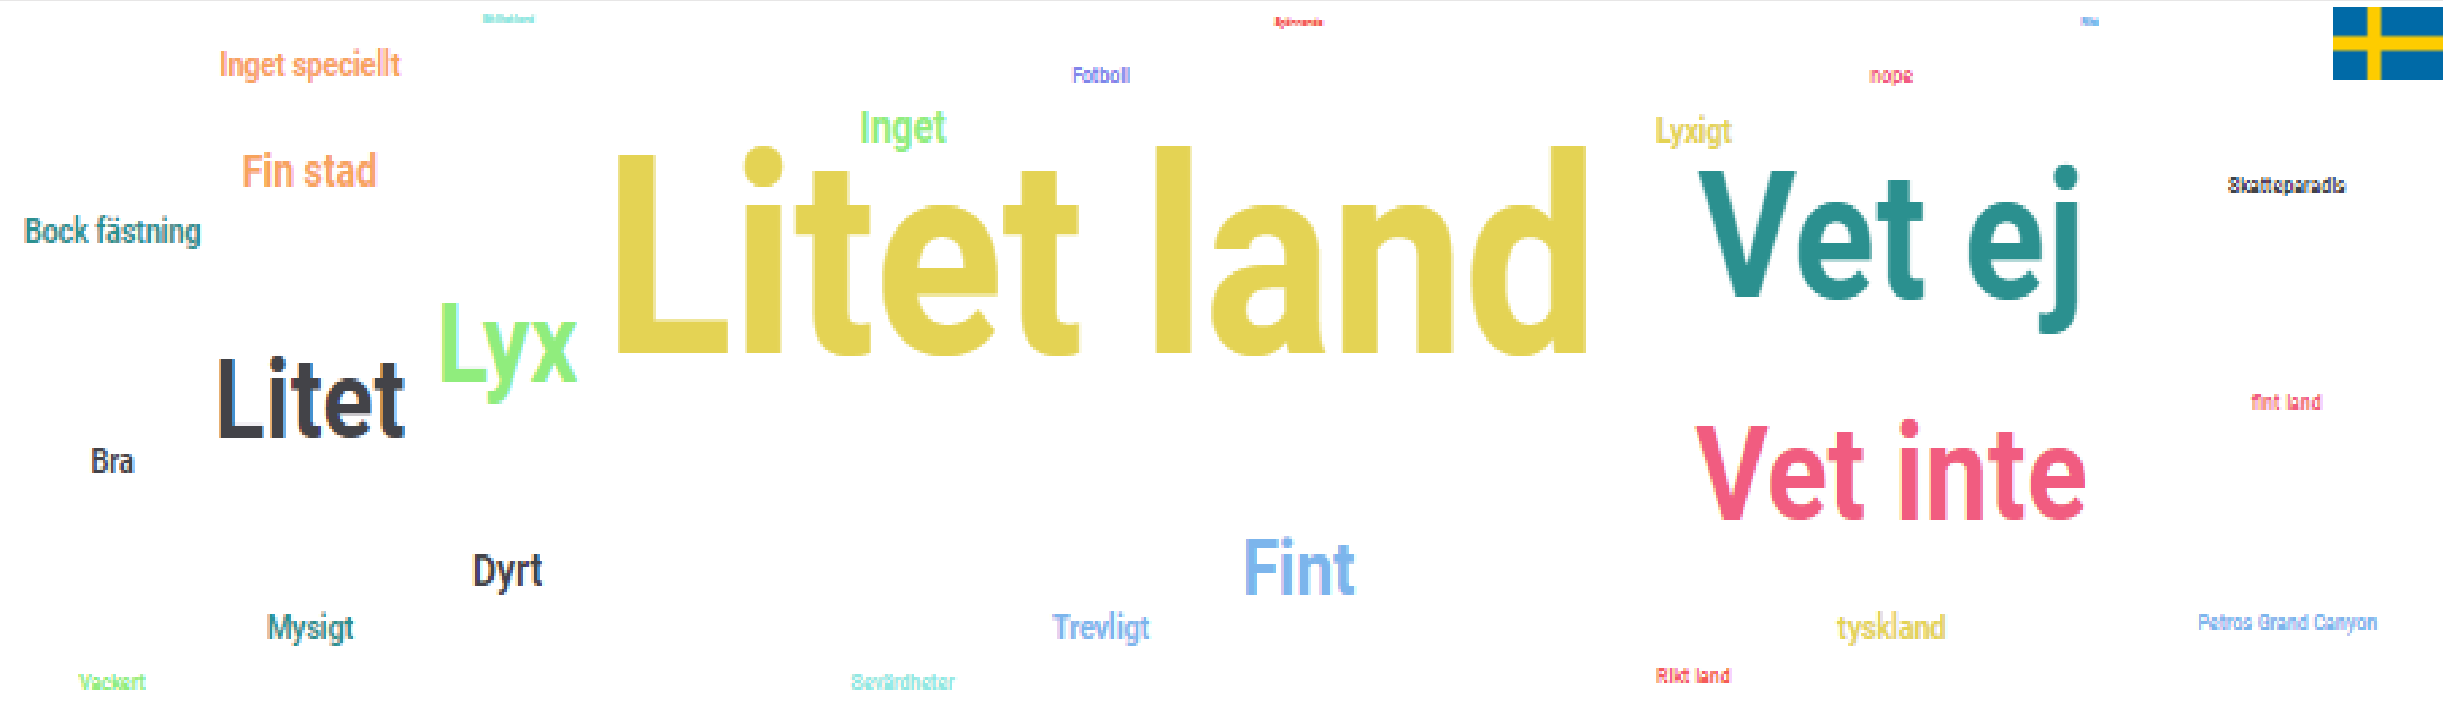 Inget speciellt
Fotboll
nope
Inget
Lyxigt
Fin stad
Skatteparadis
Bock fästning
Litet land
Vet ej
Lyx
Litet
fint land
Bra
Vet inte
Dyrt
Fint
Mysigt
Trevligt
tyskland
Petros Grand Canyon
Vackert
Sevärdheter
Rikt land